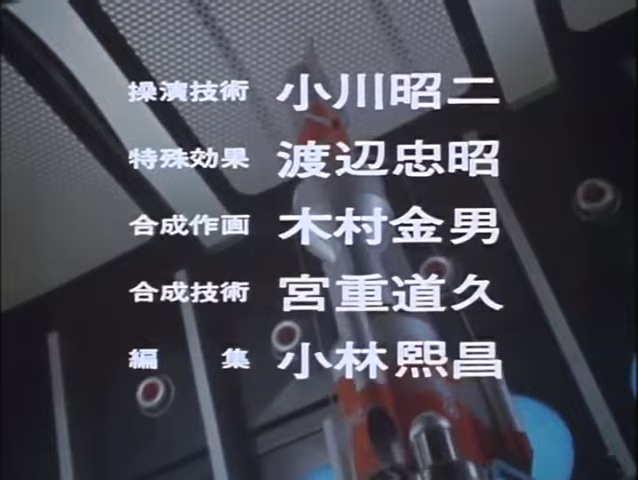 操演技術 小川昭二
特殊効果 渡辺忠昭
合成作画 木村金男
合成技術 宮重道久
編集 小林熙昌